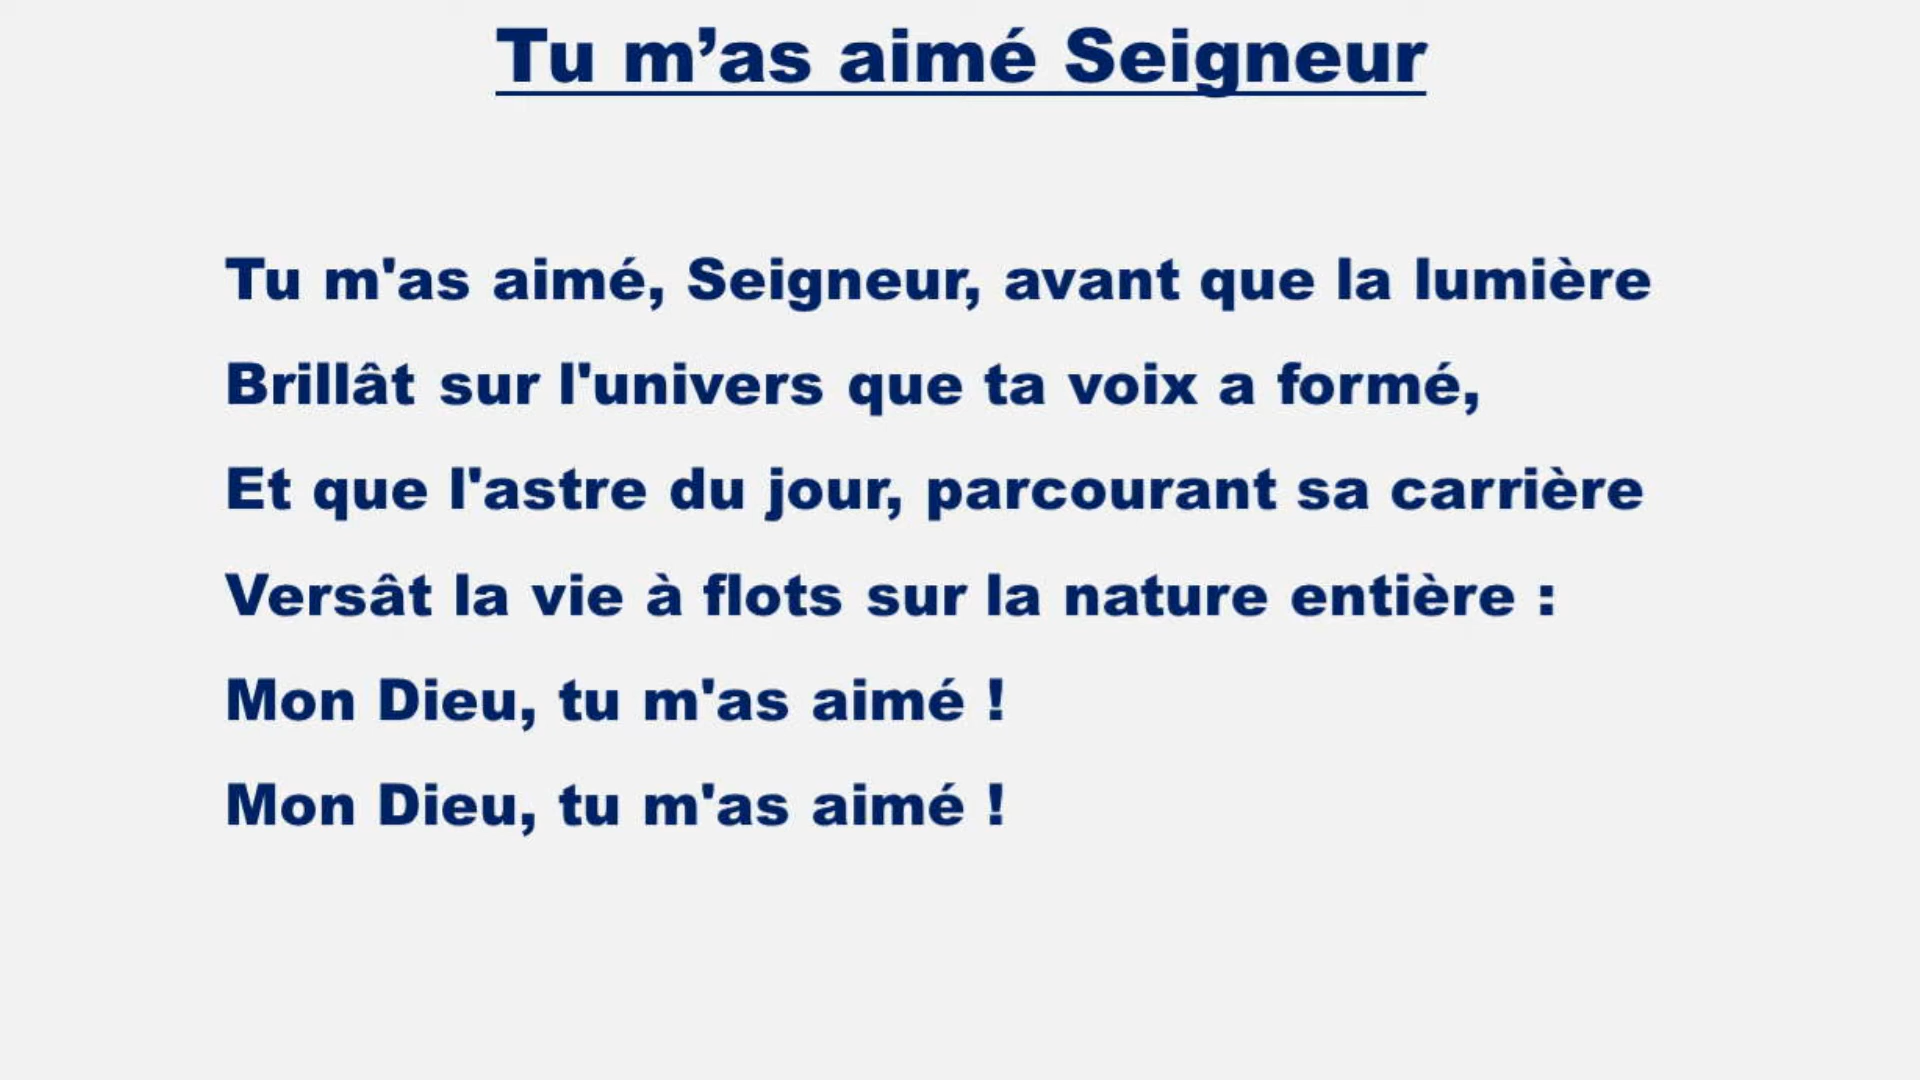 Tu m’as aimé Seigneur
Tu m'as aimé, Seigneur, avant que la lumière
Brillât sur l'univers que ta voix a formé,
Et que l'astre du jour, parcourant sa carrière
Versât la vie à flots sur la nature entière :
Mon Dieu, tu m'as aimé !
Mon Dieu, tu m'as aimé !